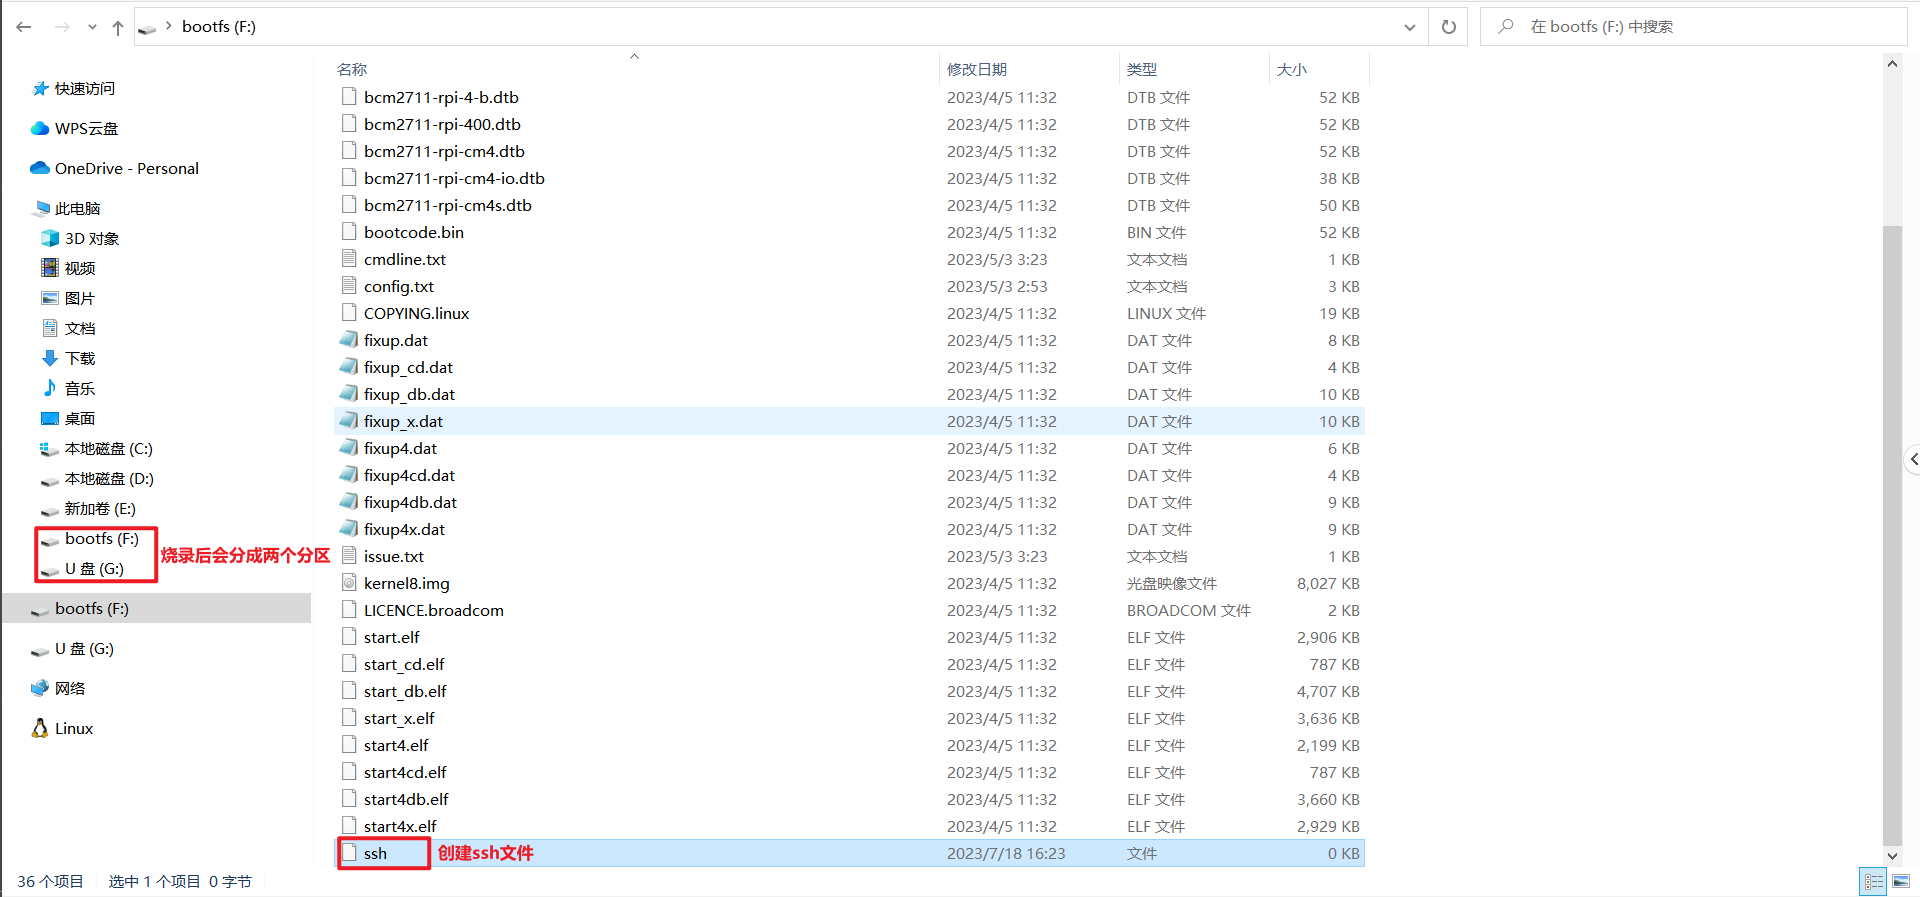 bootfs (F:)
在 bootfs (F:) 中搜索
快速访问
WPS云盘
OneDrive - Personal
此电脑
3D 对象
视频
图片
文档
下载
音乐
桌面
本地磁盘 (C:)
本地磁盘 (D:)
新加卷 (E:)
bootfs (F:)
U 盘 (G:)
烧录后会分成两个分区
bootfs (F:)
U 盘 (G:)
网络
Linux
名称 修改日期 类型 大小
bcm2711-rpi-4-b.dtb 2023/4/5 11:32 DTB 文件 52 KB
bcm2711-rpi-400.dtb 2023/4/5 11:32 DTB 文件 52 KB
bcm2711-rpi-cm4.dtb 2023/4/5 11:32 DTB 文件 52 KB
bcm2711-rpi-cm4-io.dtb 2023/4/5 11:32 DTB 文件 38 KB
bcm2711-rpi-cm4s.dtb 2023/4/5 11:32 DTB 文件 50 KB
bootcode.bin 2023/4/5 11:32 BIN 文件 52 KB
cmdline.txt 2023/5/3 3:23 文本文档 1 KB
config.txt 2023/5/3 2:53 文本文档 3 KB
COPYING.linux 2023/4/5 11:32 LINUX 文件 19 KB
fixup.dat 2023/4/5 11:32 DAT 文件 8 KB
fixup_cd.dat 2023/4/5 11:32 DAT 文件 4 KB
fixup_db.dat 2023/4/5 11:32 DAT 文件 10 KB
fixup_x.dat 2023/4/5 11:32 DAT 文件 10 KB
fixup4.dat 2023/4/5 11:32 DAT 文件 6 KB
fixup4cd.dat 2023/4/5 11:32 DAT 文件 4 KB
fixup4db.dat 2023/4/5 11:32 DAT 文件 9 KB
fixup4x.dat 2023/4/5 11:32 DAT 文件 9 KB
issue.txt 2023/5/3 3:23 文本文档 1 KB
kernel8.img 2023/4/5 11:32 光盘映像文件 8,027 KB
LICENCE.broadcom 2023/4/5 11:32 BROADCOM 文件 2 KB
start.elf 2023/4/5 11:32 ELF 文件 2,906 KB
start_cd.elf 2023/4/5 11:32 ELF 文件 787 KB
start_db.elf 2023/4/5 11:32 ELF 文件 4,707 KB
start_x.elf 2023/4/5 11:32 ELF 文件 3,636 KB
start4.elf 2023/4/5 11:32 ELF 文件 2,199 KB
start4cd.elf 2023/4/5 11:32 ELF 文件 787 KB
start4db.elf 2023/4/5 11:32 ELF 文件 3,660 KB
start4x.elf 2023/4/5 11:32 ELF 文件 2,929 KB
ssh 创建ssh文件 2023/7/18 16:23 文件 0 KB
36 个项目 选中 1 个项目 0 字节